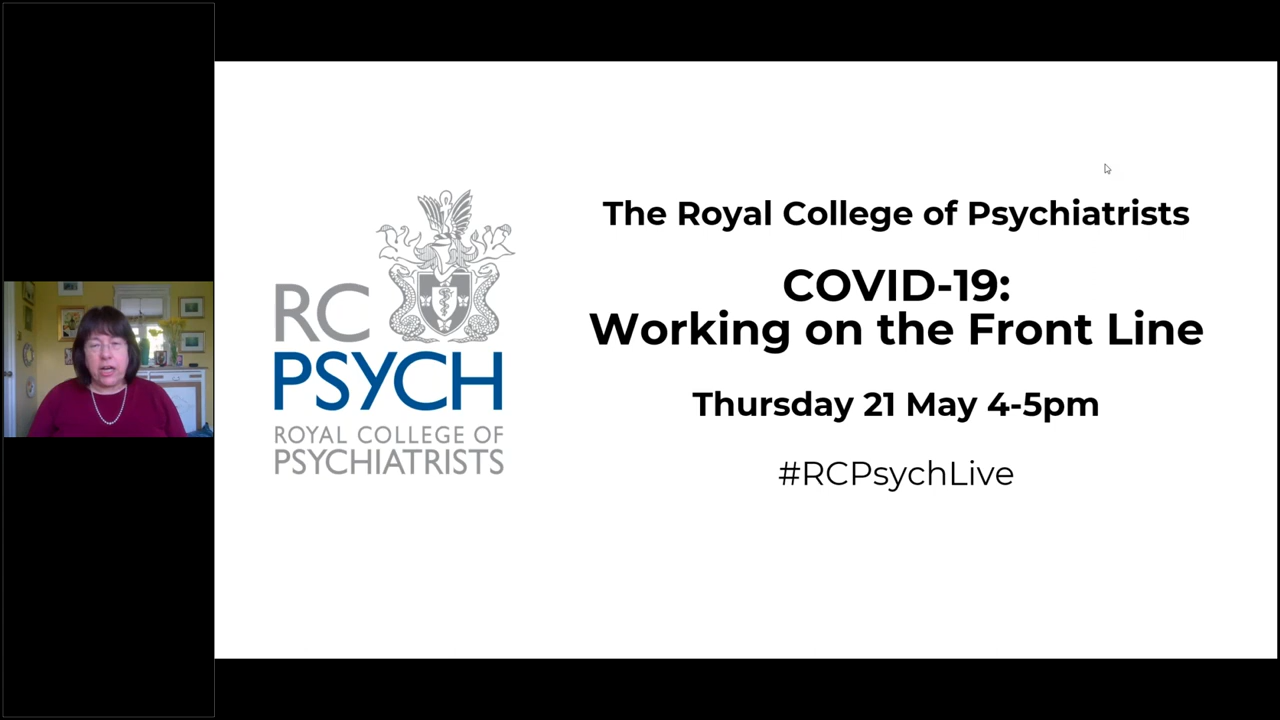 RC
PSYCH
ROYAL COLLEGE OF
PSYCHIATRISTS
The Royal College of Psychiatrists
COVID-19:
Working on the Front Line
Thursday 21 May 4-5pm
#RCPsychLive